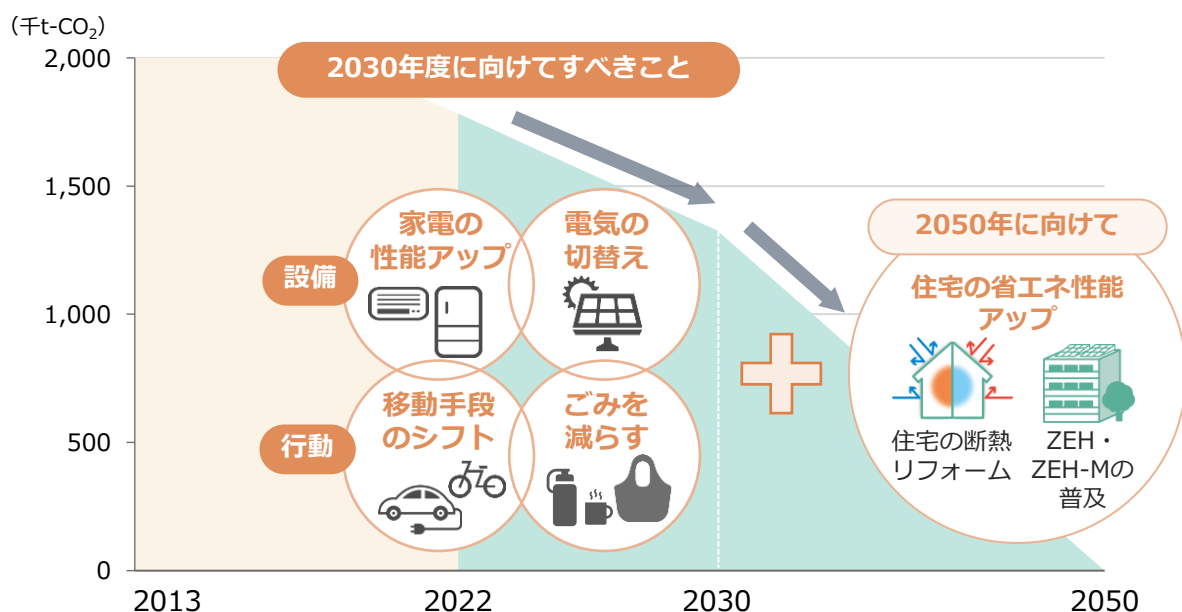 （千t-CO₂）
2,000
1,500
1,000
500
0
2013
2022
2030
2050
2030年度に向けてすべきこと
設備
家電の
性能アップ
電気の
切替え
行動
移動手段
のシフト
ごみを
減らす
2050年に向けて
住宅の省エネ性能
アップ
住宅の断熱
リフォーム
ZEH・
ZEH-Mの
普及